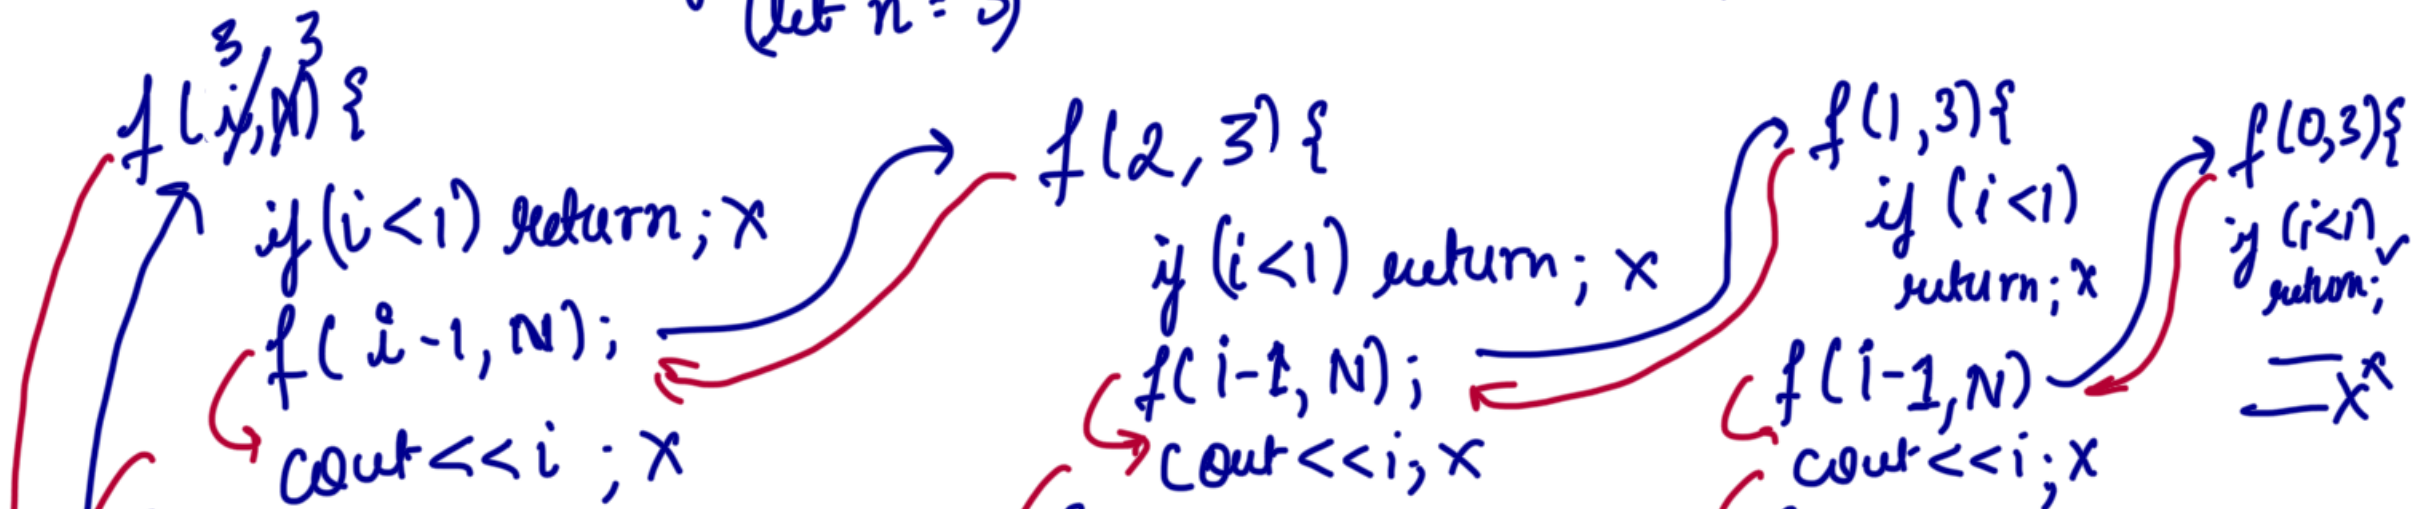 (let n = 3)
3 3
f(i,N){
if(i<1) return; x
f(i-1,N);
cout<<i ; x
f(2,3){
if(i<1) return; x
f(i-1,N);
cout<<i; x
f(1,3){
if(i<1)
return; x
f(i-1,N)
cout<<i; x
f(0,3){
if(i<1) ✓
return;
x
x